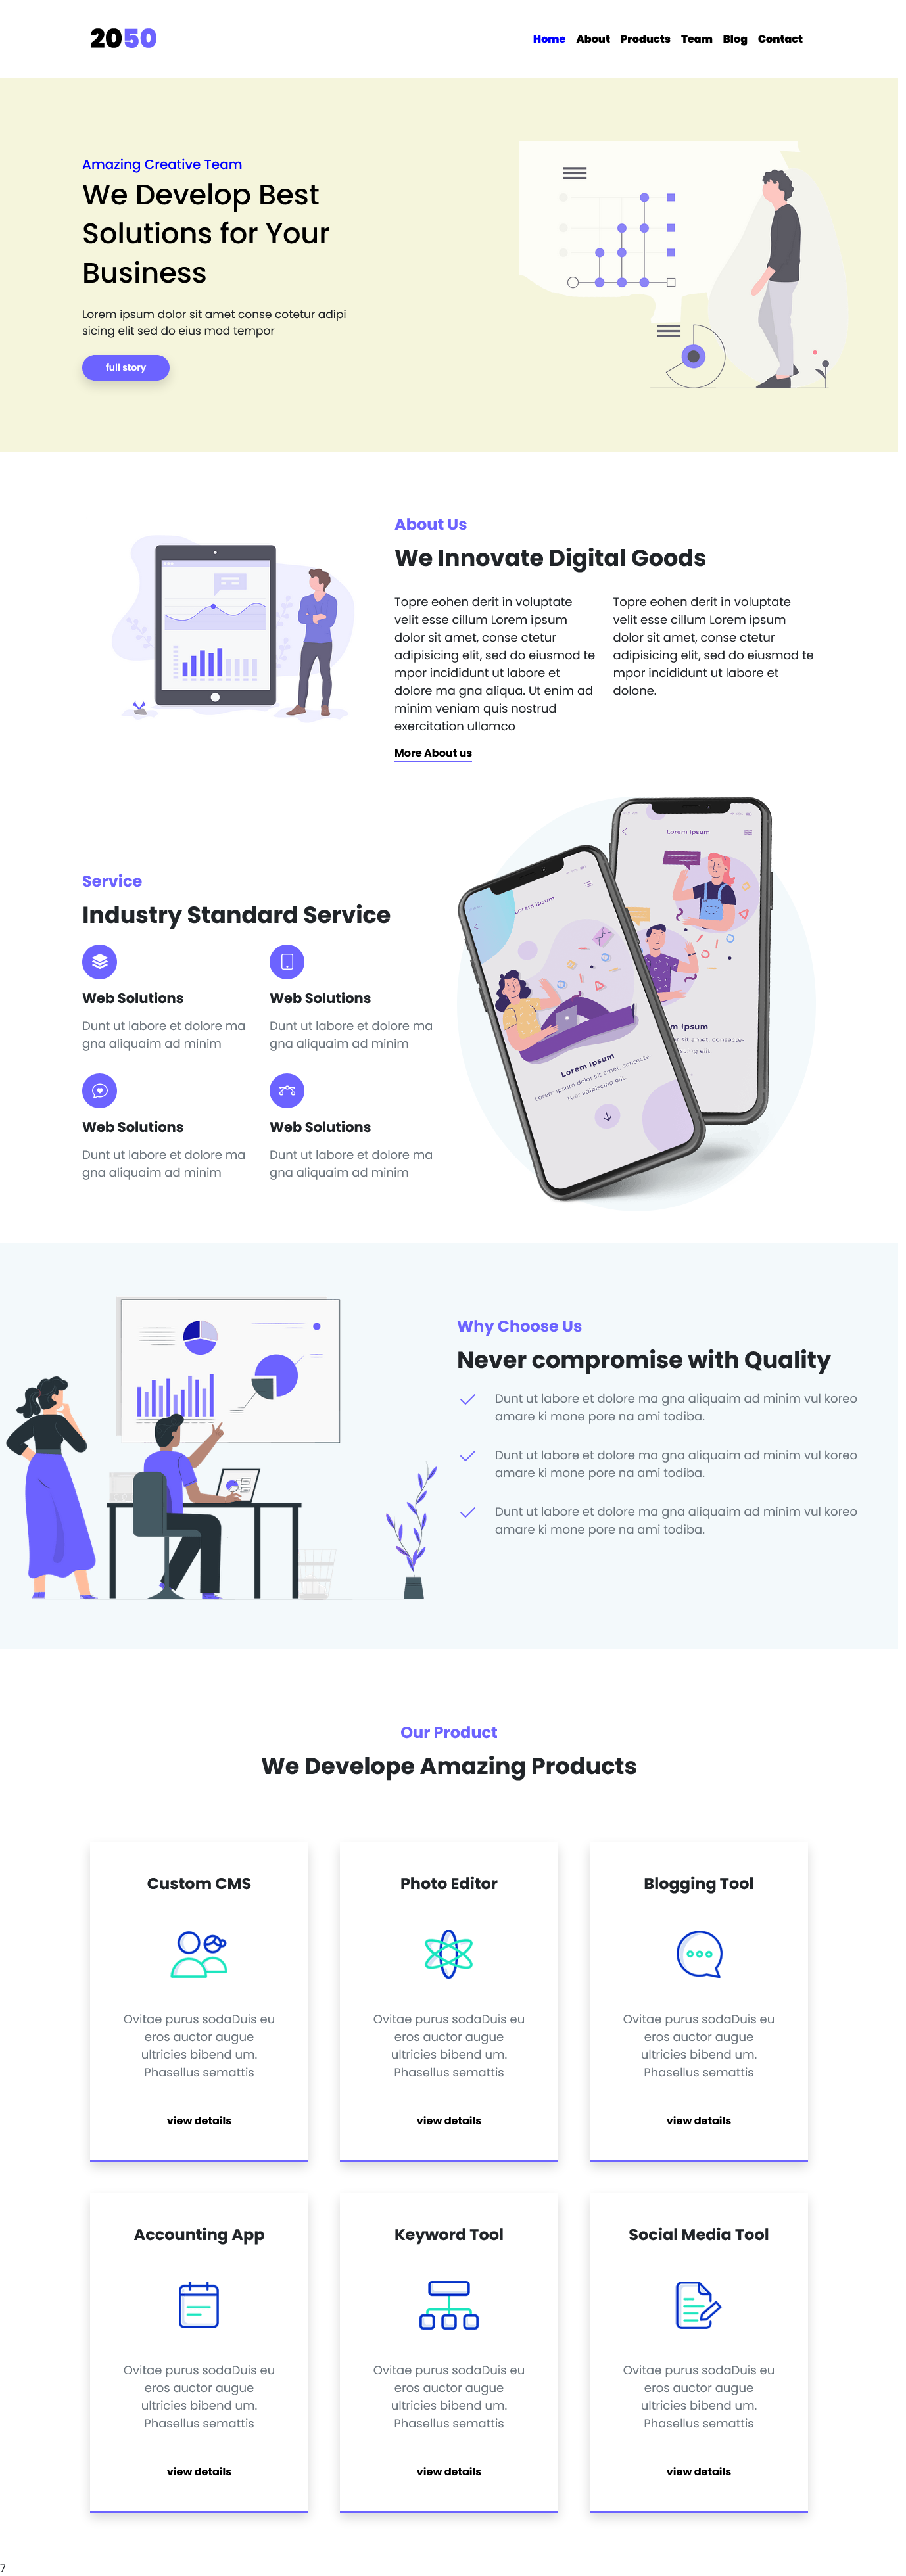 2050
Home About Products Team Blog Contact
Amazing Creative Team
We Develop Best
Solutions for Your
Business
Lorem ipsum dolor sit amet conse cotetur adipi
sicing elit sed do eius mod tempor
full story
About Us
We Innovate Digital Goods
Topre eohen derit in voluptate
velit esse cillum Lorem ipsum
dolor sit amet, conse ctetur
adipisicing elit, sed do eiusmod te
mpor incididunt ut labore et
dolore ma gna aliqua. Ut enim ad
minim veniam quis nostrud
exercitation ullamco
Topre eohen derit in voluptate
velit esse cillum Lorem ipsum
dolor sit amet, conse ctetur
adipisicing elit, sed do eiusmod te
mpor incididunt ut labore et
dolone.
More About us
Service
Industry Standard Service
Web Solutions
Dunt ut labore et dolore ma
gna aliquaim ad minim
Web Solutions
Dunt ut labore et dolore ma
gna aliquaim ad minim
Web Solutions
Dunt ut labore et dolore ma
gna aliquaim ad minim
Web Solutions
Dunt ut labore et dolore ma
gna aliquaim ad minim
Lorem ipsum
Lorem Ipsum
Lorem ipsum dolor sit amet, consecte-
tuer adipiscing elit.
Lorem ipsum
m Ipsum
r sit amet, consecte-
scing elit.
Why Choose Us
Never compromise with Quality
Dunt ut labore et dolore ma gna aliquaim ad minim vul koreo
amare ki mone pore na ami todiba.
Dunt ut labore et dolore ma gna aliquaim ad minim vul koreo
amare ki mone pore na ami todiba.
Dunt ut labore et dolore ma gna aliquaim ad minim vul koreo
amare ki mone pore na ami todiba.
Our Product
We Develope Amazing Products
Custom CMS
Ovitae purus sodaDuis eu
eros auctor augue
ultricies bibend um.
Phasellus semattis
view details
Photo Editor
Ovitae purus sodaDuis eu
eros auctor augue
ultricies bibend um.
Phasellus semattis
view details
Blogging Tool
Ovitae purus sodaDuis eu
eros auctor augue
ultricies bibend um.
Phasellus semattis
view details
Accounting App
Ovitae purus sodaDuis eu
eros auctor augue
ultricies bibend um.
Phasellus semattis
view details
Keyword Tool
Ovitae purus sodaDuis eu
eros auctor augue
ultricies bibend um.
Phasellus semattis
view details
Social Media Tool
Ovitae purus sodaDuis eu
eros auctor augue
ultricies bibend um.
Phasellus semattis
view details
7